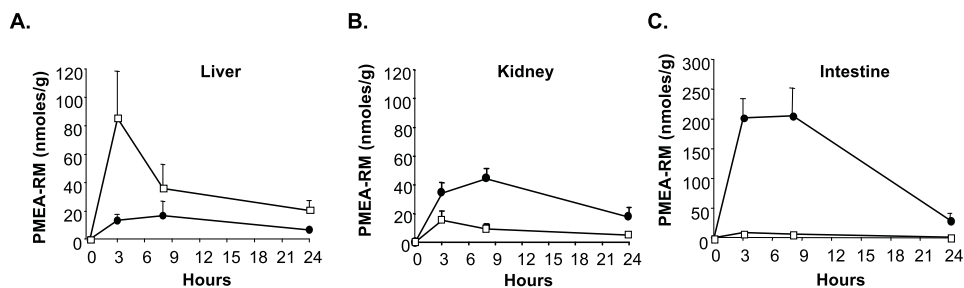 A.
Liver
PMEA-RM (nmoles/g)
120
100
80
60
40
20
0
0 3 6 9 12 15 18 21 24
Hours
B.
Kidney
PMEA-RM (nmoles/g)
120
100
80
60
40
20
0
0 3 6 9 12 15 18 21 24
Hours
C.
Intestine
PMEA-RM (nmoles/g)
300
250
200
150
100
50
0
0 3 6 9 12 15 18 21 24
Hours